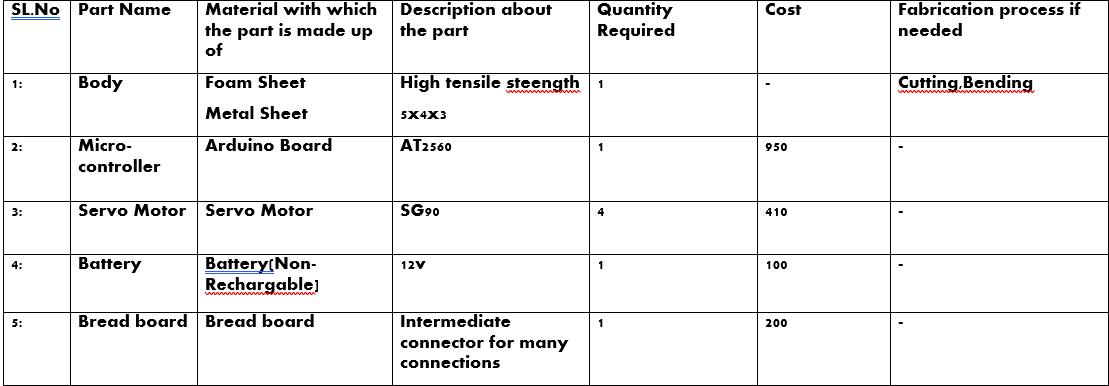 SL.No Part Name Material with which the part is made up of Description about the part Quantity Required Cost Fabrication process if needed
1: Body Foam Sheet Metal Sheet High tensile steength 5x4x3 1 - Cutting,Bending
2: Micro-controller Arduino Board AT2560 1 950 -
3: Servo Motor Servo Motor SG90 4 410 -
4: Battery Battery[Non-Rechargable] 12v 1 100 -
5: Bread board Bread board Intermediate connector for many connections 1 200 -